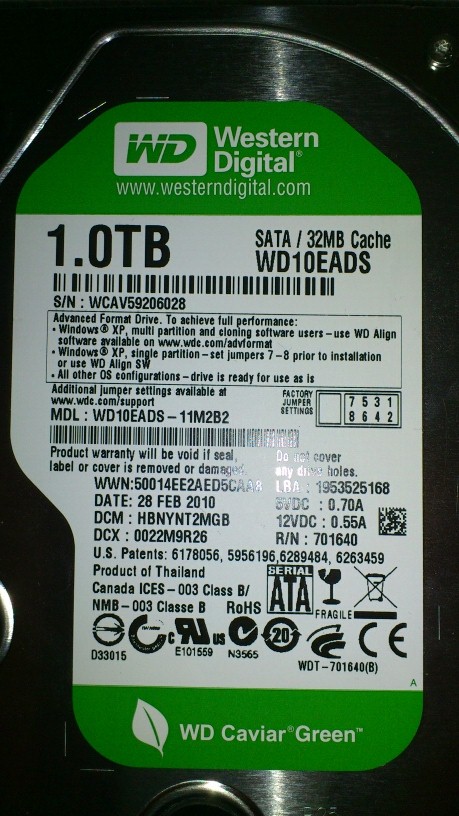 WD Western Digital®
www.westerndigital.com
1.0TB
SATA / 32MB Cache
WD10EADS
S/N : WCAV59206028
Advanced Format Drive. To achieve full performance:
• Windows® XP, multi partition and cloning software users – use WD Align
software available on www.wdc.com/advformat
• Windows® XP, single partition – set jumpers 7 – 8 prior to installation
or use WD Align SW
• All other OS configurations – drive is ready for use as is
Additional jumper settings available at
www.wdc.com/support
FACTORY JUMPER SETTINGS
7 5 3 1
8 6 4 2
MDL : WD10EADS – 11M2B2
Product warranty will be void if seal,
label or cover is removed or damaged.
Do not cover
any drive holes.
WWN:50014EE2AED5CAA8 LBA : 1953525168
DATE: 28 FEB 2010 5VDC : 0.70A
DCM : HBNYNT2MGB 12VDC : 0.55A
DCX : 0022M9R26 R/N : 701640
U.S. Patents: 6178056, 5956196,6289484, 6263459
Product of Thailand
Canada ICES – 003 Class B/
NMB – 003 Classe B RoHS
SERIAL ATA
FRAGILE
c RU us 20 CE
D33015 E101559 N3565
WDT – 701640(B)
A
WD Caviar® Green™